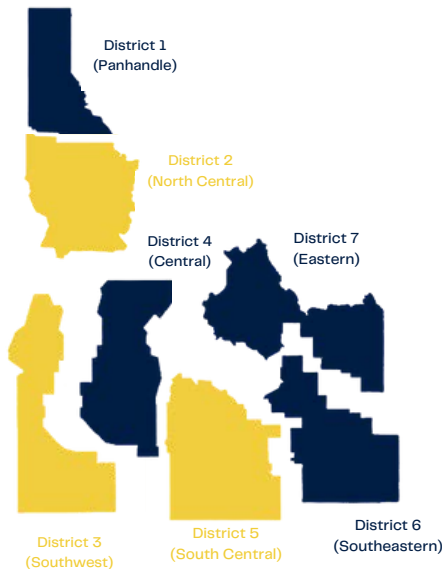 District 1
(Panhandle)
District 2
(North Central)
District 4
(Central)
District 7
(Eastern)
District 3
(Southwest)
District 5
(South Central)
District 6
(Southeastern)